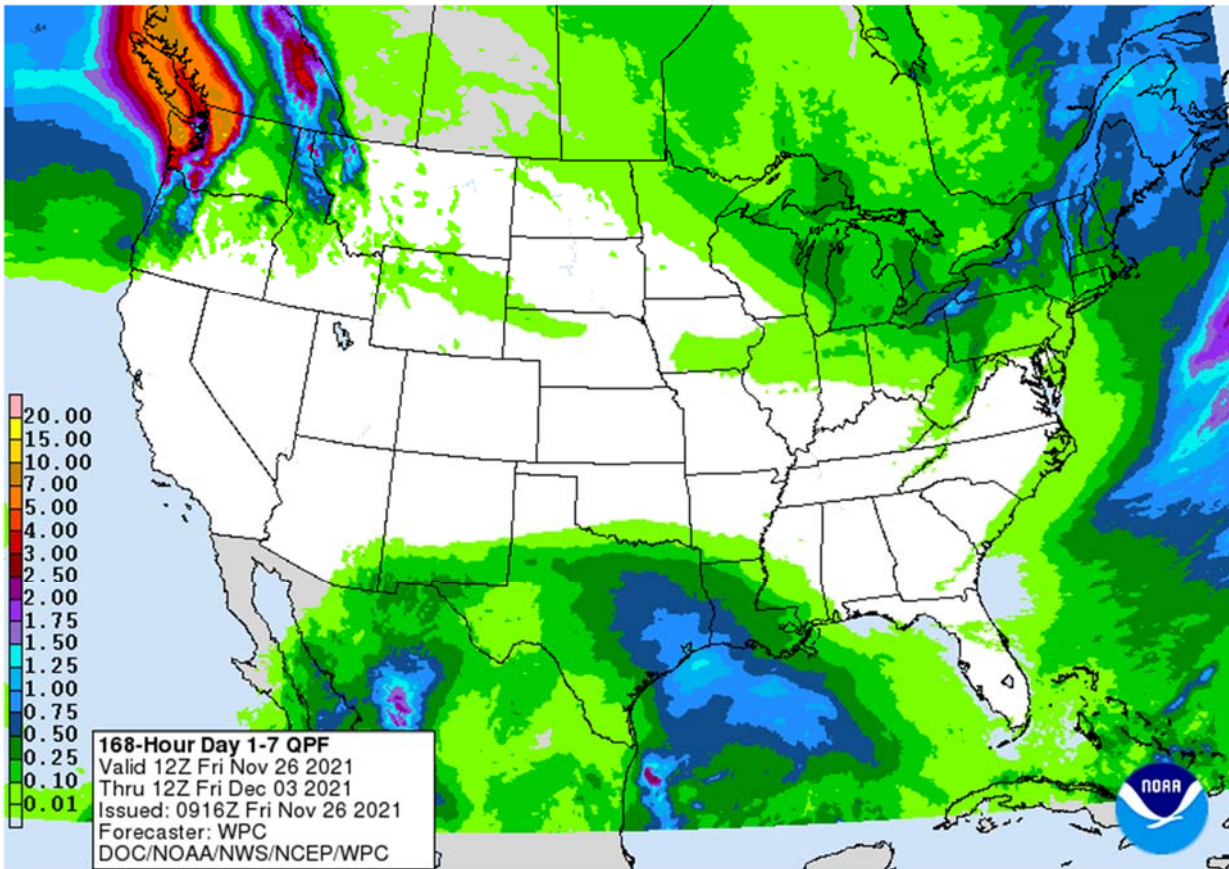 20.00
15.00
10.00
7.00
5.00
4.00
3.00
2.50
2.00
1.75
1.50
1.25
1.00
0.75
0.50
0.25
0.10
0.01
168-Hour Day 1-7 QPF
Valid 12Z Fri Nov 26 2021
Thru 12Z Fri Dec 03 2021
Issued: 0916Z Fri Nov 26 2021
Forecaster: WPC
DOC/NOAA/NWS/NCEP/WPC
NOAA